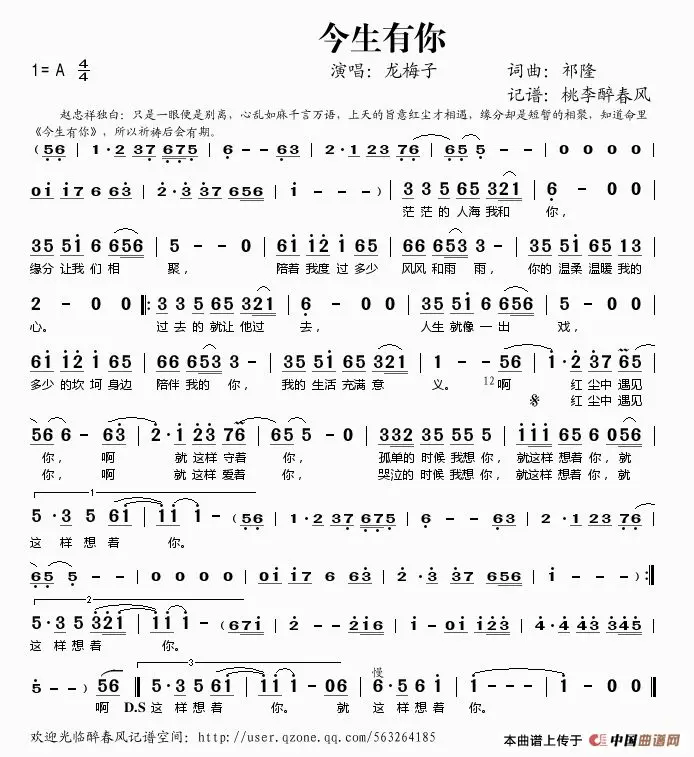 今生有你
1=A 4/4 演唱：龙梅子 词曲：祁隆
记谱：桃李醉春风
赵忠祥独白：只是一眼便是别离，心乱如麻千言万语，上天的旨意红尘才相遇，缘分却是短暂的相聚，知道命里
《今生有你》，所以祈祷后会有期。
(56 | 1·2 37 675 | 6 - - 63 | 2·1 23 76 | 65 5 - - | 0 0 0 0 |
0i i7 6 63 | 2·3 37 656 | i - - ) | 3 3 5 65 321 | 6 - 0 0 |
茫茫的人海我和 你，
35 5i 6 656 | 5 - - 0 | 6i i2 i 65 | 66 653 3 - | 35 5i 65 13 |
缘分让我们相 聚， 陪着我度过多少 风风和雨雨， 你的温柔温暖我的
2 - 0 0 ‖: 3 3 5 65 321 | 6 - 0 0 | 35 5i 6 656 | 5 - 0 0 |
心。 过去的就让他过 去， 人生就像一出 戏，
6i i2 i 65 | 66 653 3 - | 35 5i 65 321 | 1 - - 56 | i·2 37 65 |
多少的坎坷身边 陪伴我的你， 我的生活充满意 义。 12 啊 红尘中遇见
𝄋 红尘中遇见
56 6 - 63 | 2·i 23 76 | 65 5 - 0 | 332 35 55 5 | iii 65 6 056 |
你， 啊 就这样守着 你， 孤单的时候我想你，就这样想着你，就
你， 啊 就这样爱着 你， 哭泣的时候我想你，就这样想着你，就
1
5·3 5 5 6i | ii i - (56 | 1·2 37 675 | 6 - - 63 | 2·1 23 76 |
这样想着 你。
65 5 - - | 0 0 0 0 | 0i i7 6 63 | 2·3 37 656 | i - - ) :‖
2
5·3 5 32i | ii i - (67i | 2 - - 2i6 | i - 0i i23 | 4·4 43 345 |
这样想着 你。
3
5 - - ) 56 ‖ 5·3 5 5 6i | ii i - 06 | 慢 6·5 6 i | i - - - | i - - 0 ‖
啊 D.S 这样想着 你。 就 这样想着 你。
欢迎光临醉春风记谱空间：http://user.qzone.qq.com/563264185
本曲谱上传于 中国曲谱网